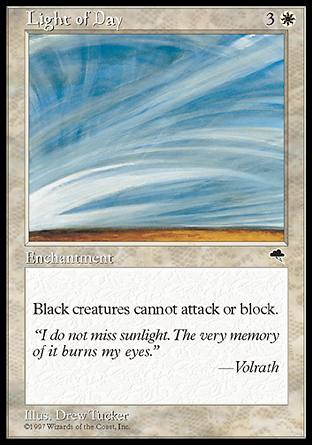 Light of Day 3
Enchantment
Black creatures cannot attack or block.
“I do not miss sunlight. The very memory
of it burns my eyes.”
—Volrath
Illus. Drew Tucker
©1997 Wizards of the Coast, Inc.